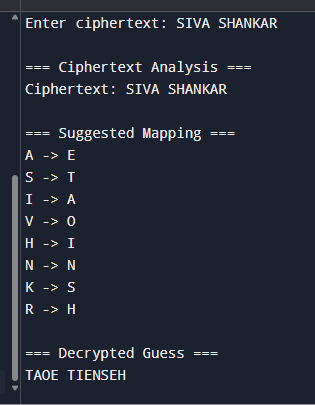 Enter ciphertext: SIVA SHANKAR
=== Ciphertext Analysis ===
Ciphertext: SIVA SHANKAR
=== Suggested Mapping ===
A -> E
S -> T
I -> A
V -> O
H -> I
N -> N
K -> S
R -> H
=== Decrypted Guess ===
TAOE TIENSEH